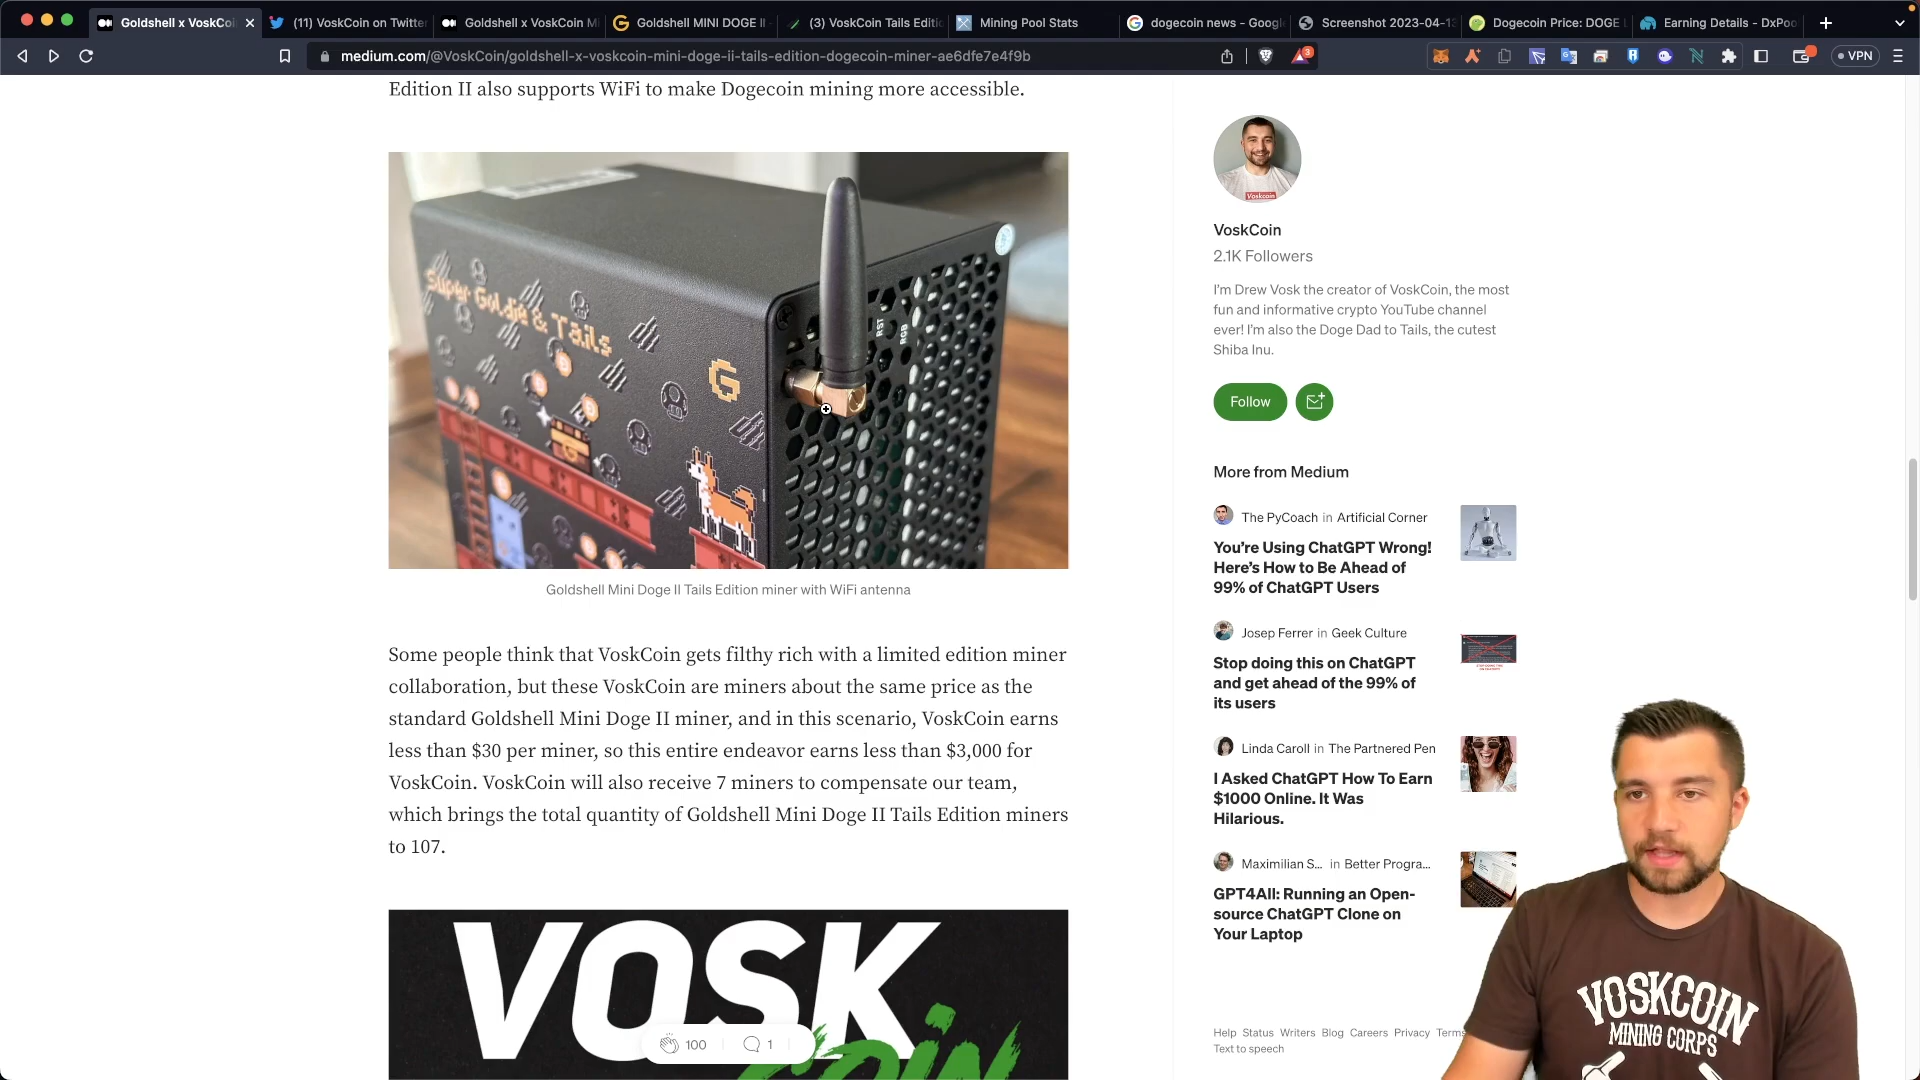 Goldshell x VoskCoi
(11) VoskCoin on Twitter
Goldshell x VoskCoin M
Goldshell MINI DOGE II
(3) VoskCoin Tails Editi
Mining Pool Stats
dogecoin news - Google
Screenshot 2023-04-13
Dogecoin Price: DOGE
Earning Details - DxPoo
medium.com/@VoskCoin/goldshell-x-voskcoin-mini-doge-ii-tails-edition-dogecoin-miner-ae6dfe7e4f9b
3
VPN
Edition II also supports WiFi to make Dogecoin mining more accessible.
Super Goldie & Tails
G
RST
RGB
Goldshell Mini Doge II Tails Edition miner with WiFi antenna
Some people think that VoskCoin gets filthy rich with a limited edition miner
collaboration, but these VoskCoin are miners about the same price as the
standard Goldshell Mini Doge II miner, and in this scenario, VoskCoin earns
less than $30 per miner, so this entire endeavor earns less than $3,000 for
VoskCoin. VoskCoin will also receive 7 miners to compensate our team,
which brings the total quantity of Goldshell Mini Doge II Tails Edition miners
to 107.
VOSK
COIN
100
1
Voskcoin
VoskCoin
2.1K Followers
I'm Drew Vosk the creator of VoskCoin, the most
fun and informative crypto YouTube channel
ever! I'm also the Doge Dad to Tails, the cutest
Shiba Inu.
Follow
More from Medium
The PyCoach in Artificial Corner
You're Using ChatGPT Wrong!
Here's How to Be Ahead of
99% of ChatGPT Users
Josep Ferrer in Geek Culture
Stop doing this on ChatGPT
and get ahead of the 99% of
its users
Linda Caroll in The Partnered Pen
I Asked ChatGPT How To Earn
$1000 Online. It Was
Hilarious.
Maximilian S... in Better Progra...
GPT4All: Running an Open-
source ChatGPT Clone on
Your Laptop
Help Status Writers Blog Careers Privacy Terms
Text to speech
VOSKCOIN
MINING CORPS